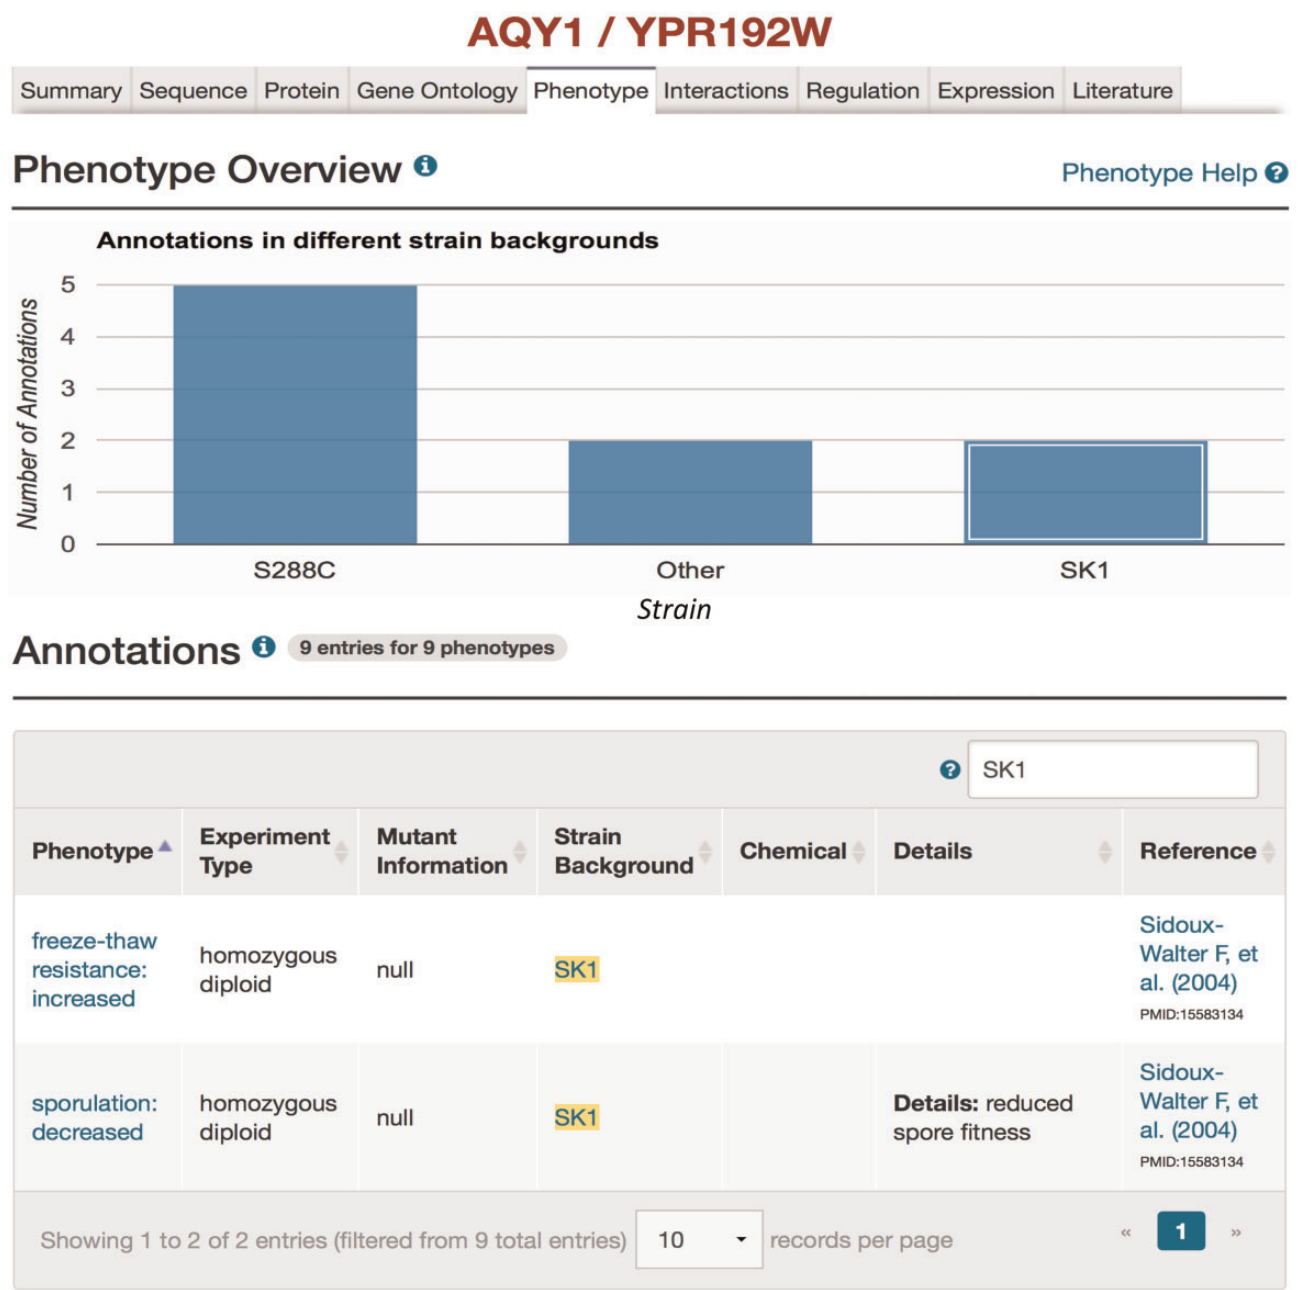 AQY1 / YPR192W
Summary Sequence Protein Gene Ontology Phenotype Interactions Regulation Expression Literature
Phenotype Overview
Phenotype Help
Annotations in different strain backgrounds
Number of Annotations
5
4
3
2
1
0
S288C Other SK1
Strain
Annotations 9 entries for 9 phenotypes
SK1
Phenotype Experiment Type Mutant Information Strain Background Chemical Details Reference
freeze-thaw resistance: increased homozygous diploid null SK1 Sidoux-Walter F, et al. (2004) PMID:15583134
sporulation: decreased homozygous diploid null SK1 Details: reduced spore fitness Sidoux-Walter F, et al. (2004) PMID:15583134
Showing 1 to 2 of 2 entries (filtered from 9 total entries) 10 records per page « 1 »